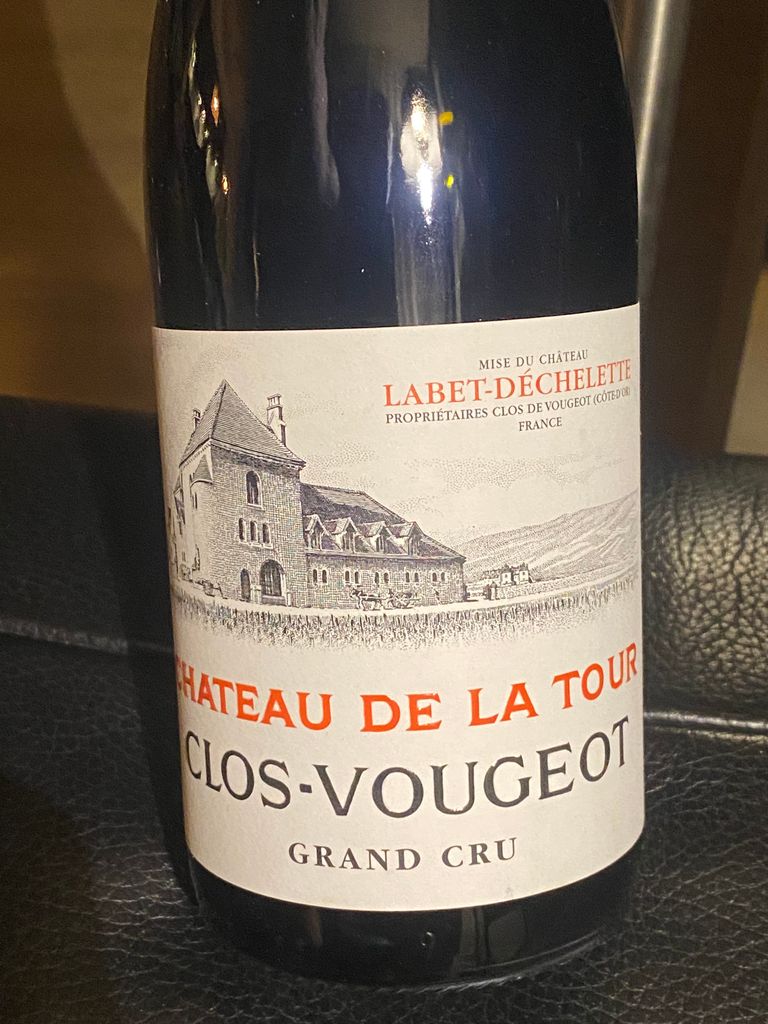 MISE DU CHÂTEAU
LABET-DÉCHELETTE
PROPRIÉTAIRES CLOS DE VOUGEOT (CÔTE-D'OR)
FRANCE
CHATEAU DE LA TOUR
CLOS-VOUGEOT
GRAND CRU